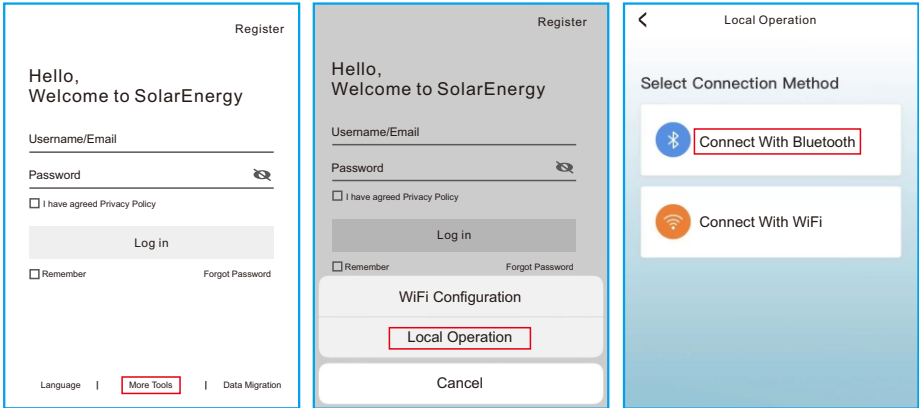 Register
Hello,
Welcome to SolarEnergy
Username/Email
Password
I have agreed Privacy Policy
Log in
Remember Forgot Password
Language | More Tools | Data Migration
Register
Hello,
Welcome to SolarEnergy
Username/Email
Password
I have agreed Privacy Policy
Log in
Remember Forgot Password
WiFi Configuration
Local Operation
Cancel
Local Operation
Select Connection Method
Connect With Bluetooth
Connect With WiFi